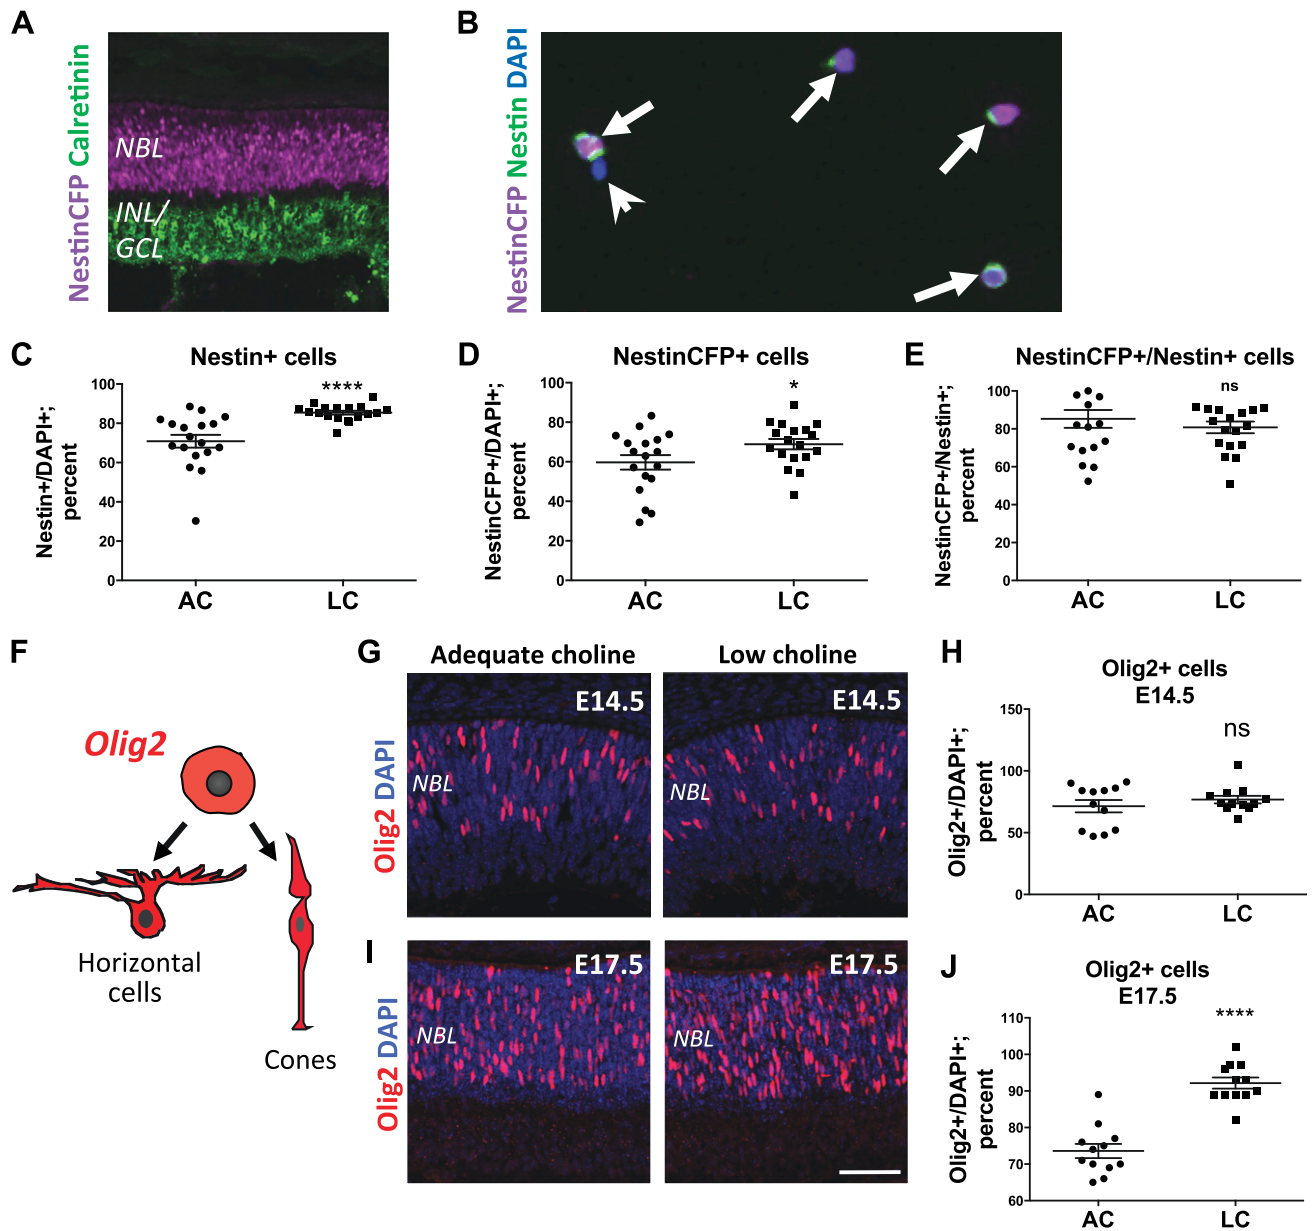 A
NestinCFP Calretinin
NBL
INL/
GCL
B
NestinCFP Nestin DAPI
C
Nestin+ cells
Nestin+/DAPI+;
percent
100
80
60
40
20
0
****
AC
LC
D
NestinCFP+ cells
NestinCFP+/DAPI+;
percent
100
80
60
40
20
0
*
AC
LC
E
NestinCFP+/Nestin+ cells
NestinCFP+/Nestin+;
percent
100
80
60
40
20
0
ns
AC
LC
F
Olig2
Horizontal
cells
Cones
G
Adequate choline
Low choline
Olig2 DAPI
E14.5
NBL
E14.5
NBL
H
Olig2+ cells
E14.5
Olig2+/DAPI+;
percent
150
100
50
0
ns
AC
LC
I
Olig2 DAPI
E17.5
NBL
E17.5
NBL
J
Olig2+ cells
E17.5
Olig2+/DAPI+;
percent
110
100
90
80
70
60
****
AC
LC